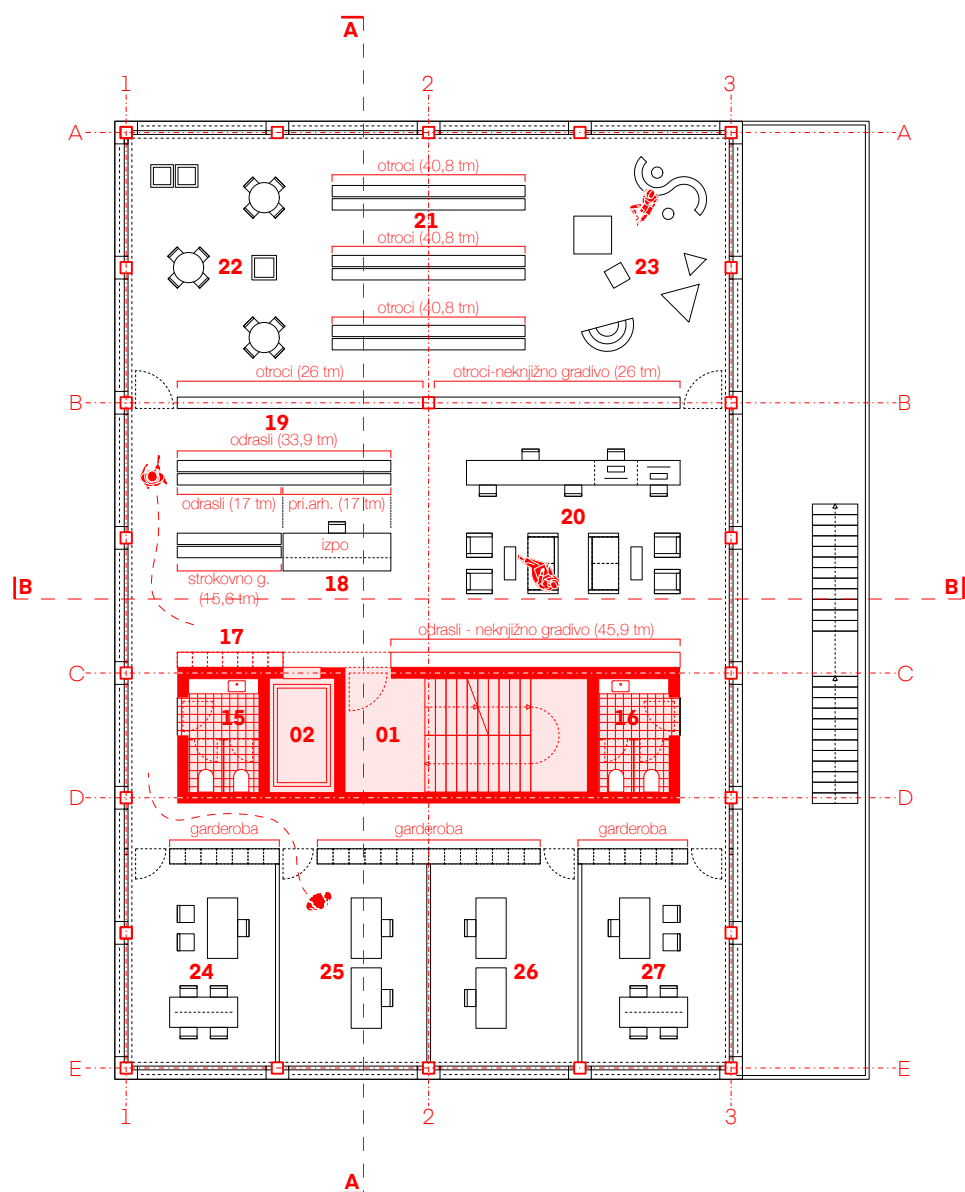 A
1
2
3
A
A
otroci (40,8 tm)
21
otroci (40,8 tm)
22
23
otroci (40,8 tm)
otroci (26 tm)
otroci-neknjižno gradivo (26 tm)
B
B
19
odrasli (33,9 tm)
odrasli (17 tm)
pri.arh. (17 tm)
20
izpo
strokovno g.
(15,6 tm)
18
B
B
17
odrasli - neknjižno gradivo (45,9 tm)
C
C
15
02
01
16
D
D
garderoba
garderoba
garderoba
24
25
26
27
E
E
1
2
3
A